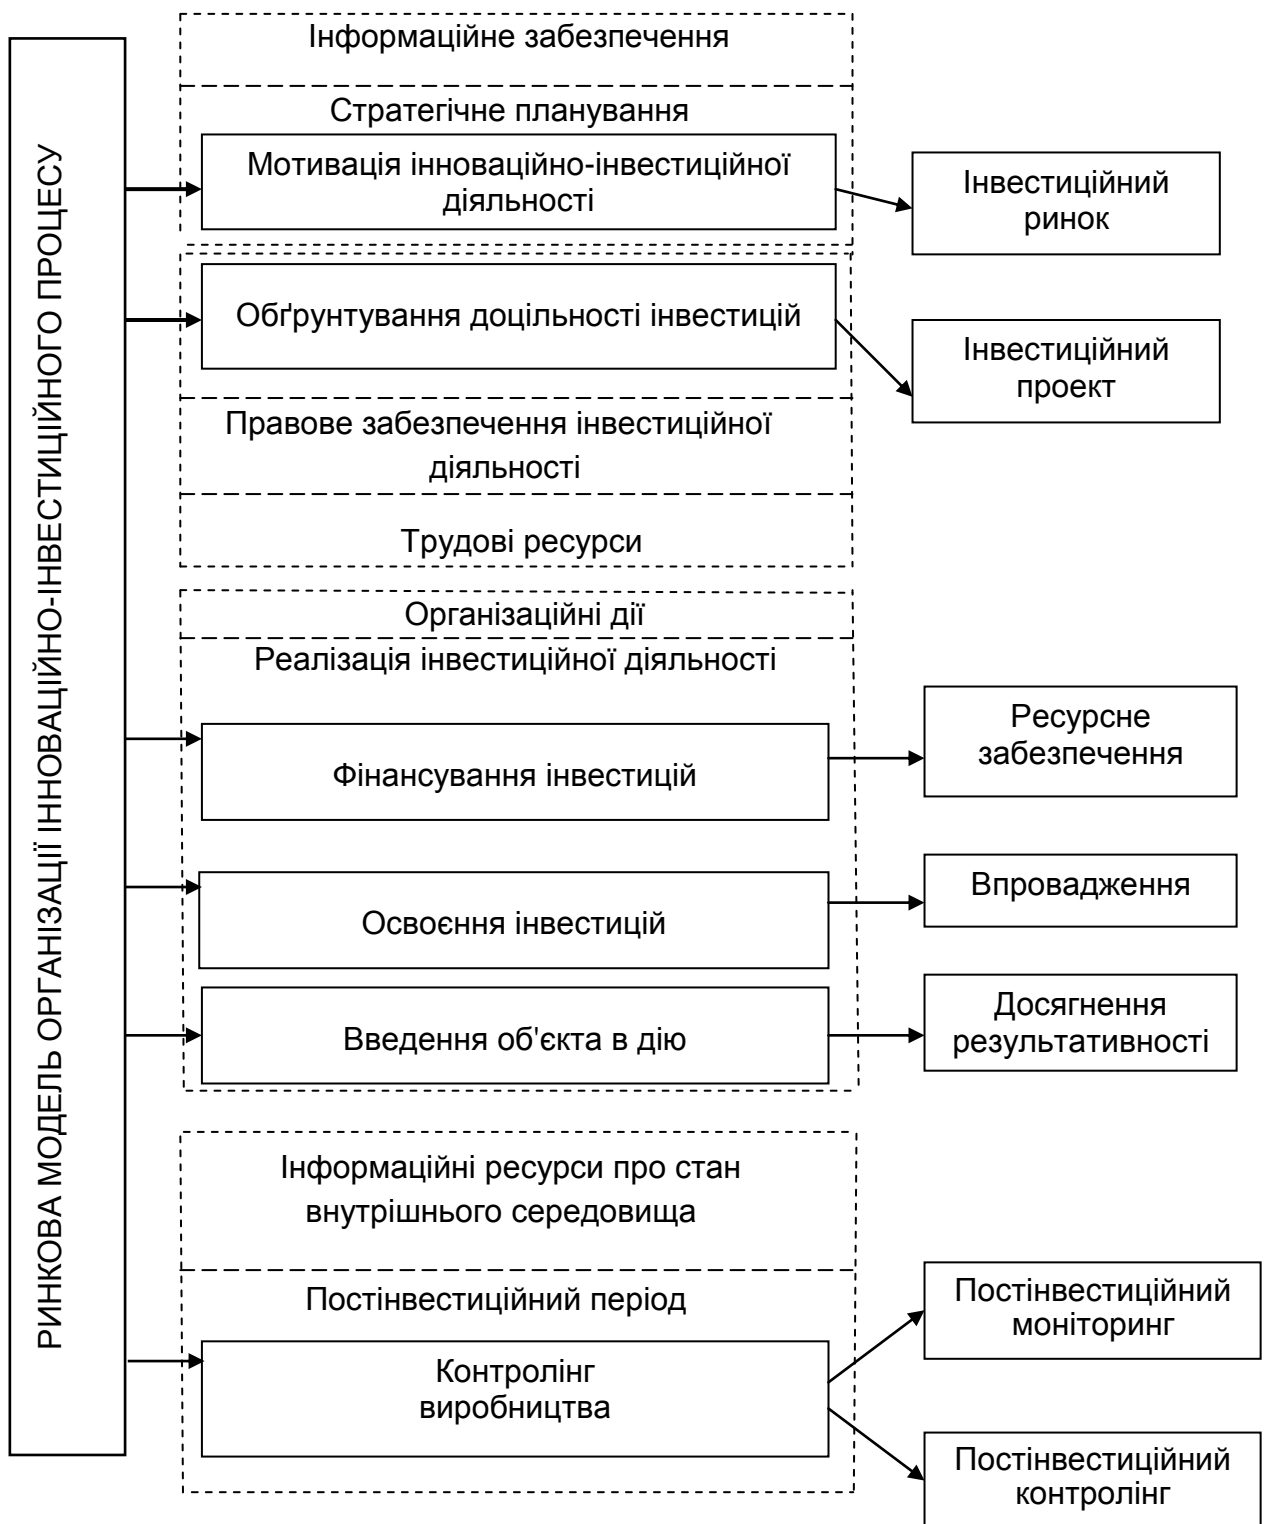 РИНКОВА МОДЕЛЬ ОРГАНІЗАЦІЇ ІННОВАЦІЙНО-ІНВЕСТИЦІЙНОГО ПРОЦЕСУ
Інформаційне забезпечення
Стратегічне планування
Мотивація інноваційно-інвестиційної
діяльності
Інвестиційний
ринок
Обґрунтування доцільності інвестицій
Інвестиційний
проект
Правове забезпечення інвестиційної
діяльності
Трудові ресурси
Організаційні дії
Реалізація інвестиційної діяльності
Фінансування інвестицій
Ресурсне
забезпечення
Освоєння інвестицій
Впровадження
Введення об'єкта в дію
Досягнення
результативності
Інформаційні ресурси про стан
внутрішнього середовища
Постінвестиційний період
Контролінг
виробництва
Постінвестиційний
моніторинг
Постінвестиційний
контролінг